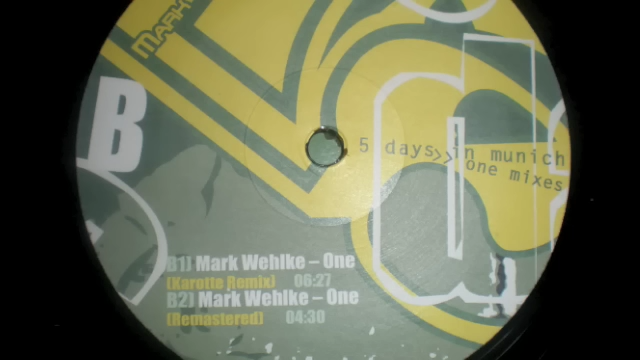 B
5 days>>in munich
one mixes
B1) Mark Wehlke – One
(Karotte Remix) 06:27
B2) Mark Wehlke – One
(Remastered) 04:30